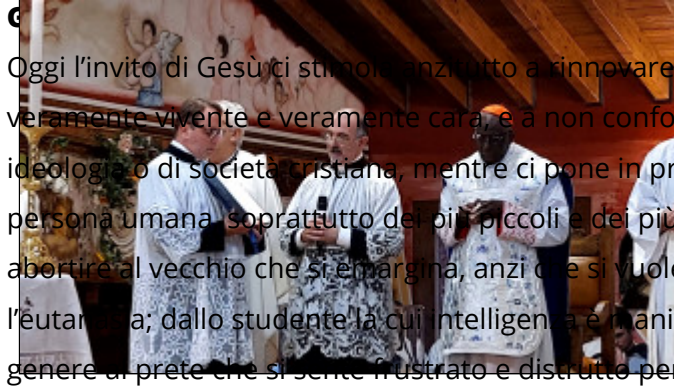 G
Oggi l’invito di Gesù ci stimola anzitutto a rinnovare
veramente vivente e veramente cara, e a non confo
ideologia o di società cristiana, mentre ci pone in pr
persona umana, soprattutto dei più piccoli e dei più
abortire al vecchio che si emargina, anzi che si vuole
l’eutanasia; dallo studente la cui intelligenza è mani
genere al prete che si sente frustrato e distrutto per